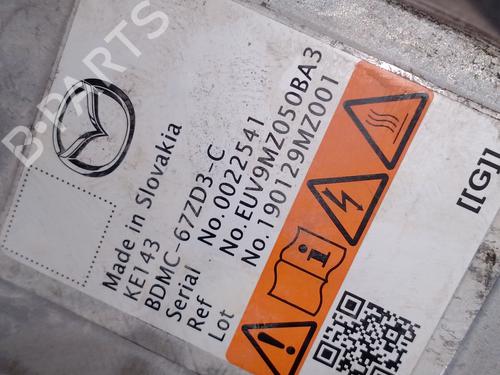 B-PARTS
Made in Slovakia
KE143
BDMC-67ZD3-C
Serial No.0022541
Ref No.EUV9MZ050BA3
Lot No.190129MZ001
[[G]]